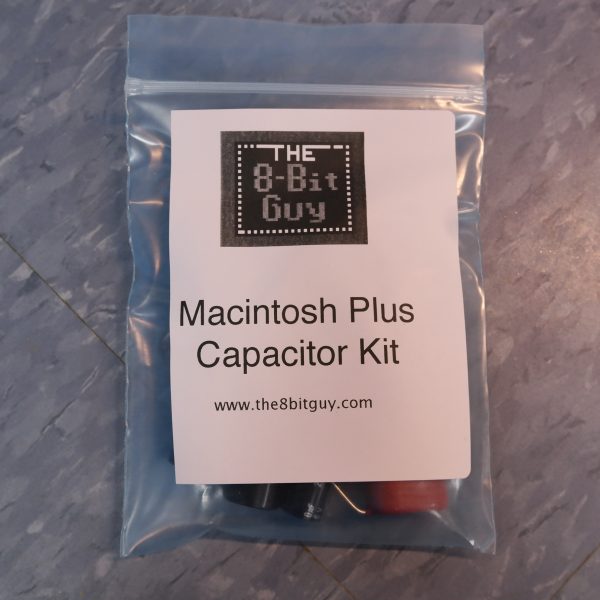 THE
8-Bit
Guy
Macintosh Plus
Capacitor Kit
www.the8bitguy.com